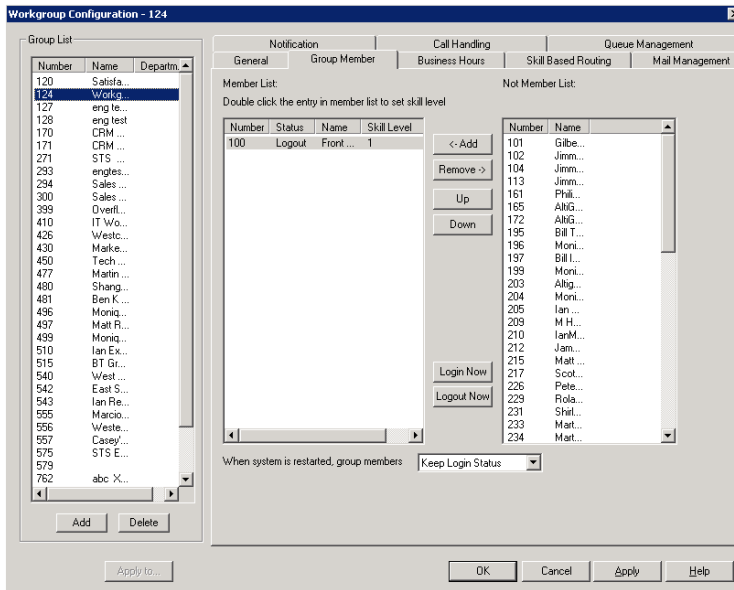 Workgroup Configuration - 124
Group List
Number Name Departm...
120 Satisfa...
124 Workg...
127 eng te...
128 eng test
170 CRM ...
171 CRM ...
271 STS ...
293 engtes...
294 Sales ...
300 Sales ...
399 Overfl...
410 IT Wo...
426 Westc...
430 Marke...
450 Tech ...
477 Martin ...
480 Shang...
481 Ben K ...
496 Moniq...
497 Matt R...
499 Moniq...
510 Ian Ex...
515 BT Gr...
540 West ...
542 East S...
543 Ian Re...
555 Marcio...
556 Weste...
557 Casey'...
575 STS E...
579
762 abc X...
Add Delete
Apply to...
Notification Call Handling Queue Management
General Group Member Business Hours Skill Based Routing Mail Management
Member List:
Double click the entry in member list to set skill level
Number Status Name Skill Level
100 Logout Front ... 1
<- Add
Remove ->
Up
Down
Login Now
Logout Now
Not Member List:
Number Name
101 Gilbe...
102 Jimm...
104 Jimm...
113 Jimm...
161 Phili...
165 AltiG...
172 AltiG...
195 Bill T...
196 Moni...
197 Bill I...
199 Moni...
203 Altig...
204 Moni...
205 Ian ...
209 M H...
210 IanM...
212 Jam...
215 Matt ...
217 Scot...
226 Pete...
229 Rola...
231 Shirl...
233 Mart...
234 Mart...
When system is restarted, group members Keep Login Status
OK Cancel Apply Help